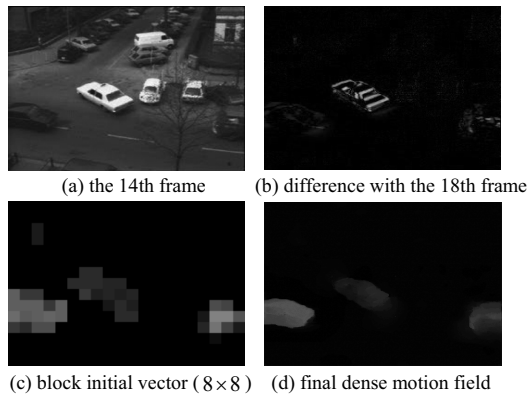 (a) the 14th frame
(b) difference with the 18th frame
(c) block initial vector (8×8)
(d) final dense motion field